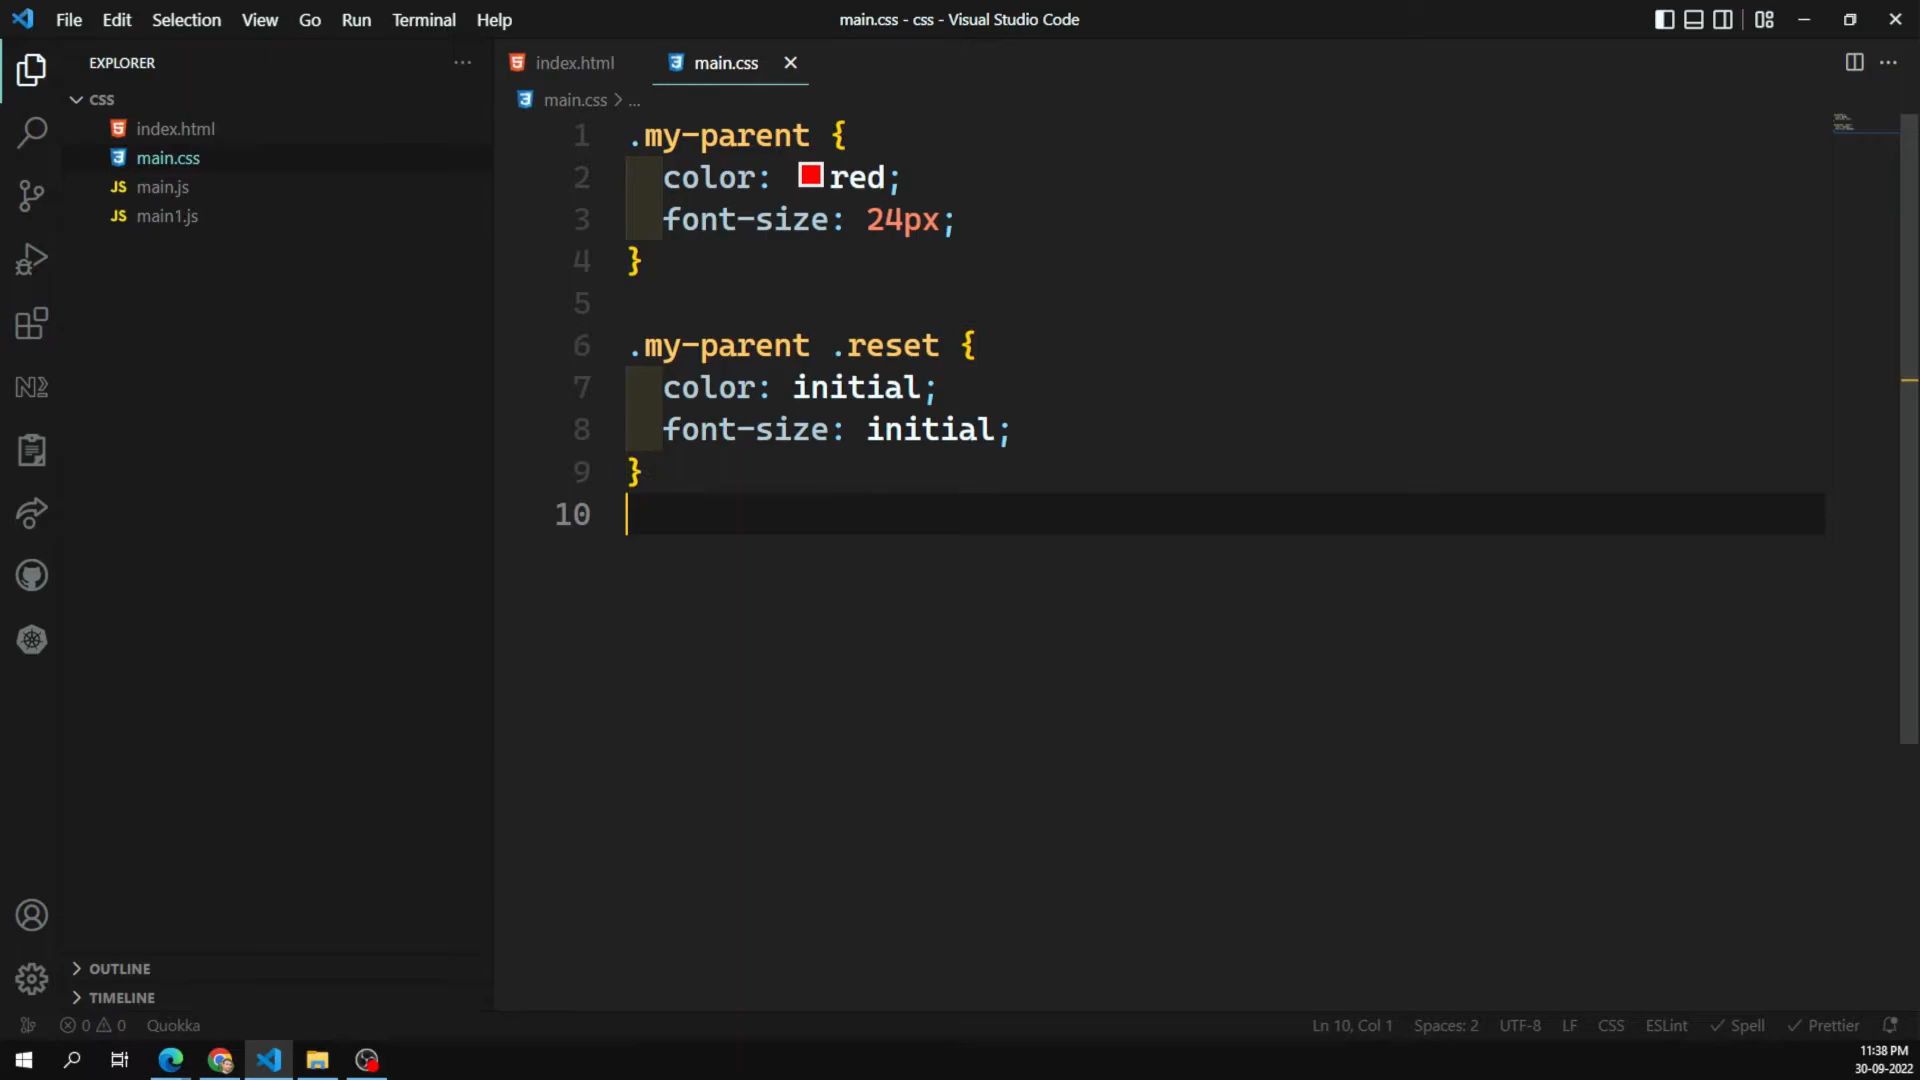 File Edit Selection View Go Run Terminal Help
main.css - css - Visual Studio Code
EXPLORER
CSS
index.html
main.css
JS main.js
JS main1.js
OUTLINE
TIMELINE
index.html main.css
main.css > ...
1 .my-parent {
2 color: red;
3 font-size: 24px;
4 }
5
6 .my-parent .reset {
7 color: initial;
8 font-size: initial;
9 }
10
0 0 Quokka
Ln 10, Col 1 Spaces: 2 UTF-8 LF CSS ESLint Spell Prettier
11:38 PM
30-09-2022